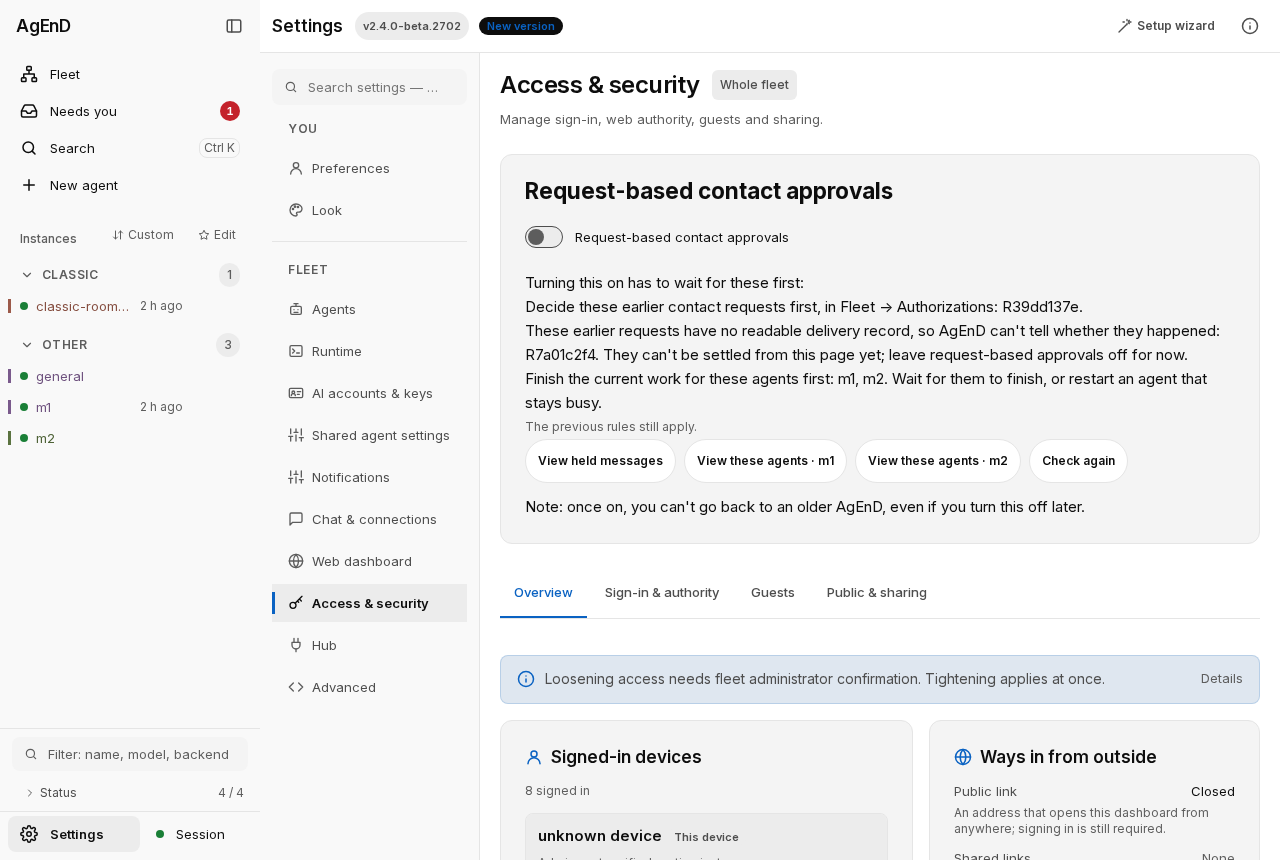 AgEnD
Fleet
Needs you
1
Search
Ctrl K
New agent
Instances
Custom
Edit
CLASSIC
1
classic-room…
2 h ago
OTHER
3
general
m1
2 h ago
m2
Filter: name, model, backend
Status
4 / 4
Settings
Session
Settings
v2.4.0-beta.2702
New version
Setup wizard
Search settings — …
YOU
Preferences
Look
FLEET
Agents
Runtime
AI accounts & keys
Shared agent settings
Notifications
Chat & connections
Web dashboard
Access & security
Hub
Advanced
Access & security
Whole fleet
Manage sign-in, web authority, guests and sharing.
Request-based contact approvals
Request-based contact approvals
Turning this on has to wait for these first:
Decide these earlier contact requests first, in Fleet → Authorizations: R39dd137e.
These earlier requests have no readable delivery record, so AgEnD can't tell whether they happened:
R7a01c2f4. They can't be settled from this page yet; leave request-based approvals off for now.
Finish the current work for these agents first: m1, m2. Wait for them to finish, or restart an agent that
stays busy.
The previous rules still apply.
View held messages
View these agents · m1
View these agents · m2
Check again
Note: once on, you can't go back to an older AgEnD, even if you turn this off later.
Overview
Sign-in & authority
Guests
Public & sharing
Loosening access needs fleet administrator confirmation. Tightening applies at once.
Details
Signed-in devices
8 signed in
unknown device
This device
Ways in from outside
Public link
Closed
An address that opens this dashboard from
anywhere; signing in is still required.
Shared links
None